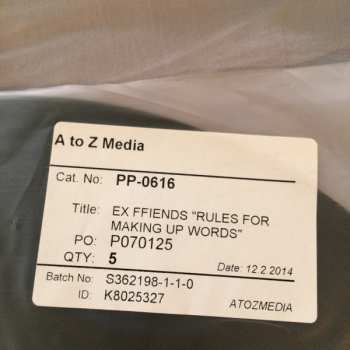 A to Z Media
Cat. No: PP-0616
Title: EX FFIENDS "RULES FOR
MAKING UP WORDS"
PO: P070125
QTY: 5
Date: 12.2.2014
Batch No: S362198-1-1-0
ID: K8025327
ATOZMEDIA